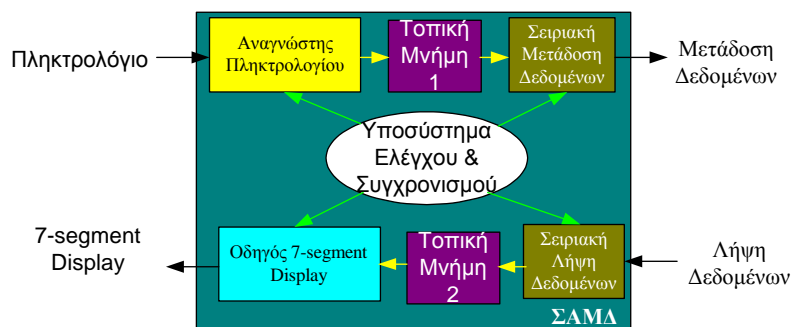 Πληκτρολόγιο
Αναγνώστης
Πληκτρολογίου
Τοπική
Μνήμη
1
Σειριακή
Μετάδοση
Δεδομένων
Μετάδοση
Δεδομένων
Υποσύστημα
Ελέγχου &
Συγχρονισμού
7-segment
Display
Οδηγός 7-segment
Display
Τοπική
Μνήμη
2
Σειριακή
Λήψη
Δεδομένων
Λήψη
Δεδομένων
ΣΑΜΔ